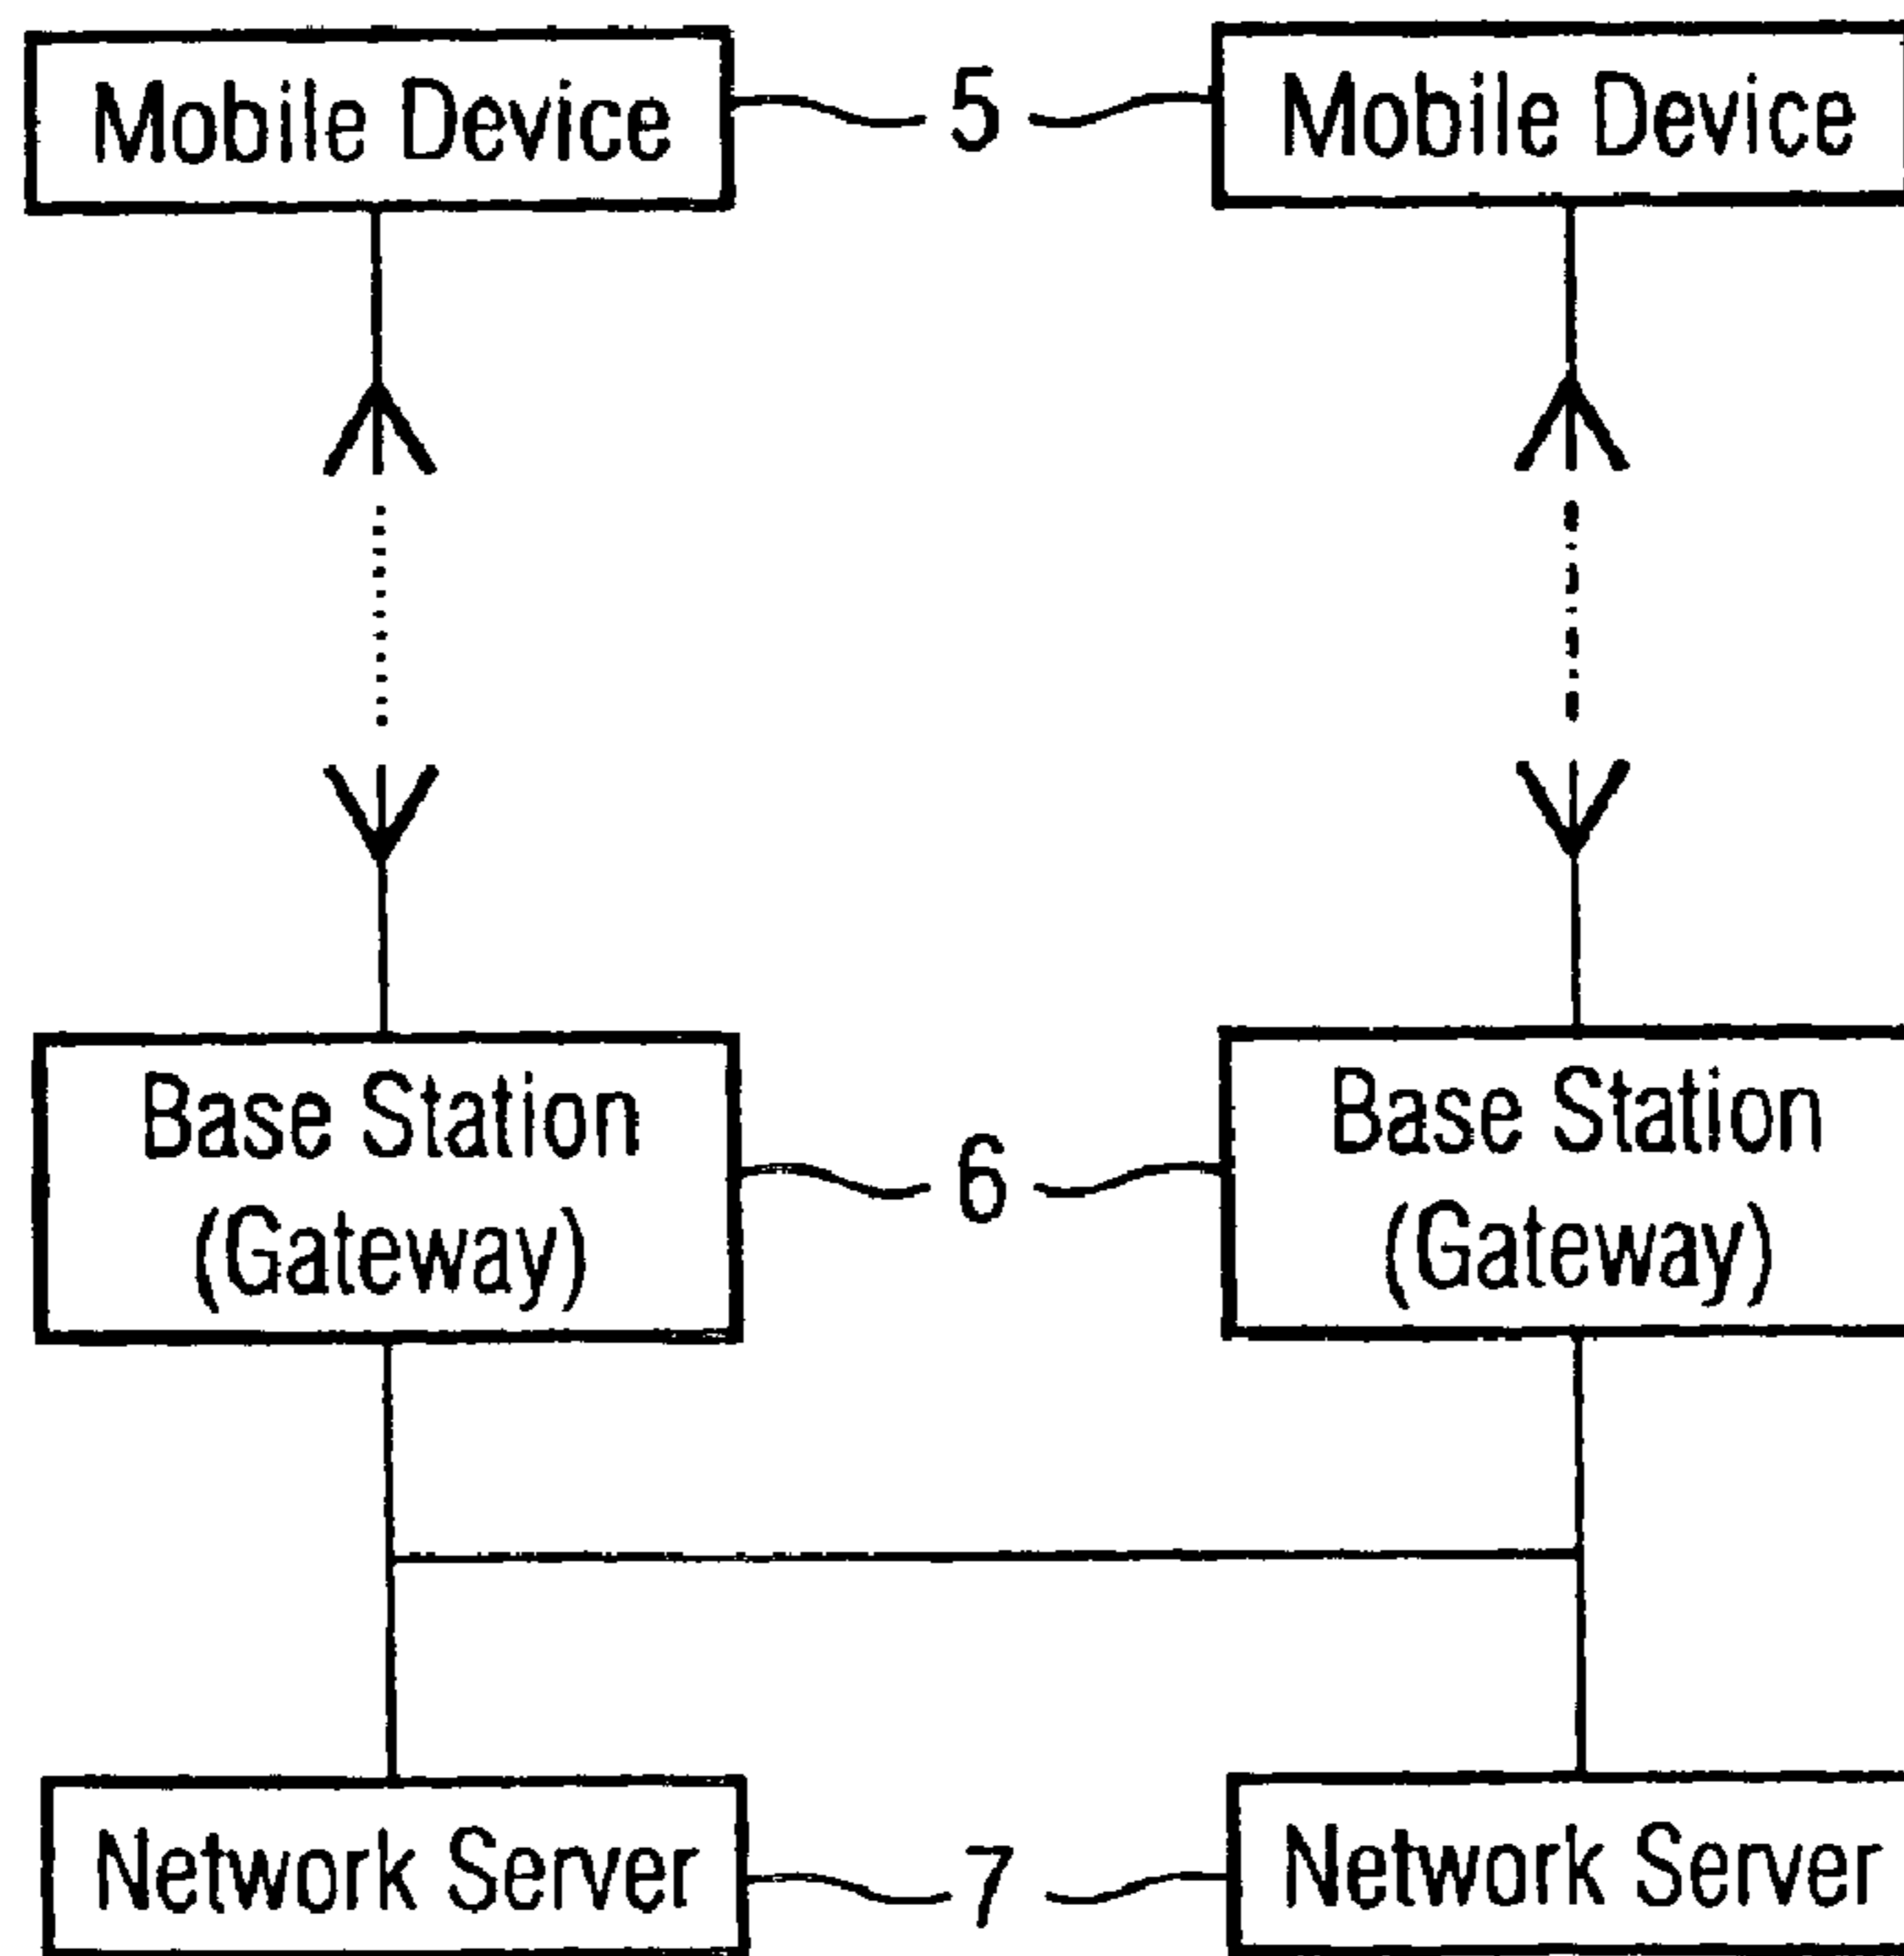 Mobile Device
5
Mobile Device
Base Station
(Gateway)
6
Base Station
(Gateway)
Network Server
7
Network Server